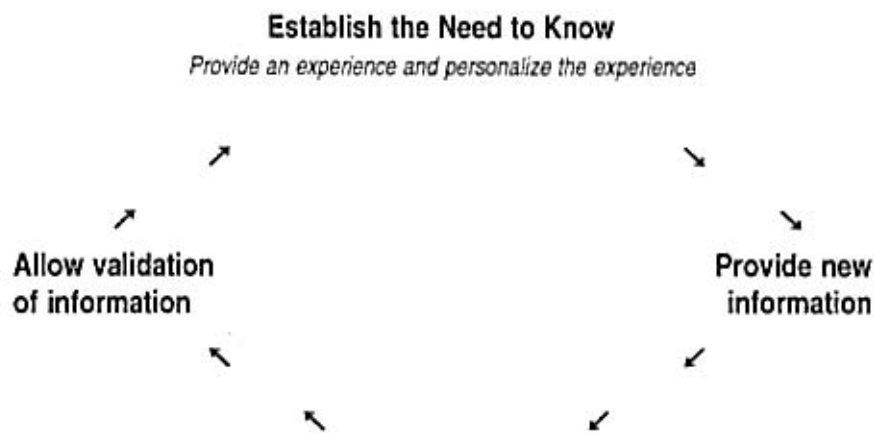 Establish the Need to Know
Provide an experience and personalize the experience
Allow validation
of information
Provide new
information